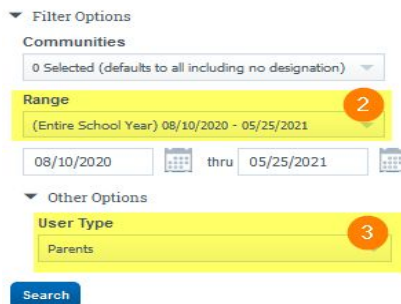 Filter Options
Communities
0 Selected (defaults to all including no designation)
Range
2
(Entire School Year) 08/10/2020 - 05/25/2021
08/10/2020 thru 05/25/2021
Other Options
User Type
3
Parents
Search